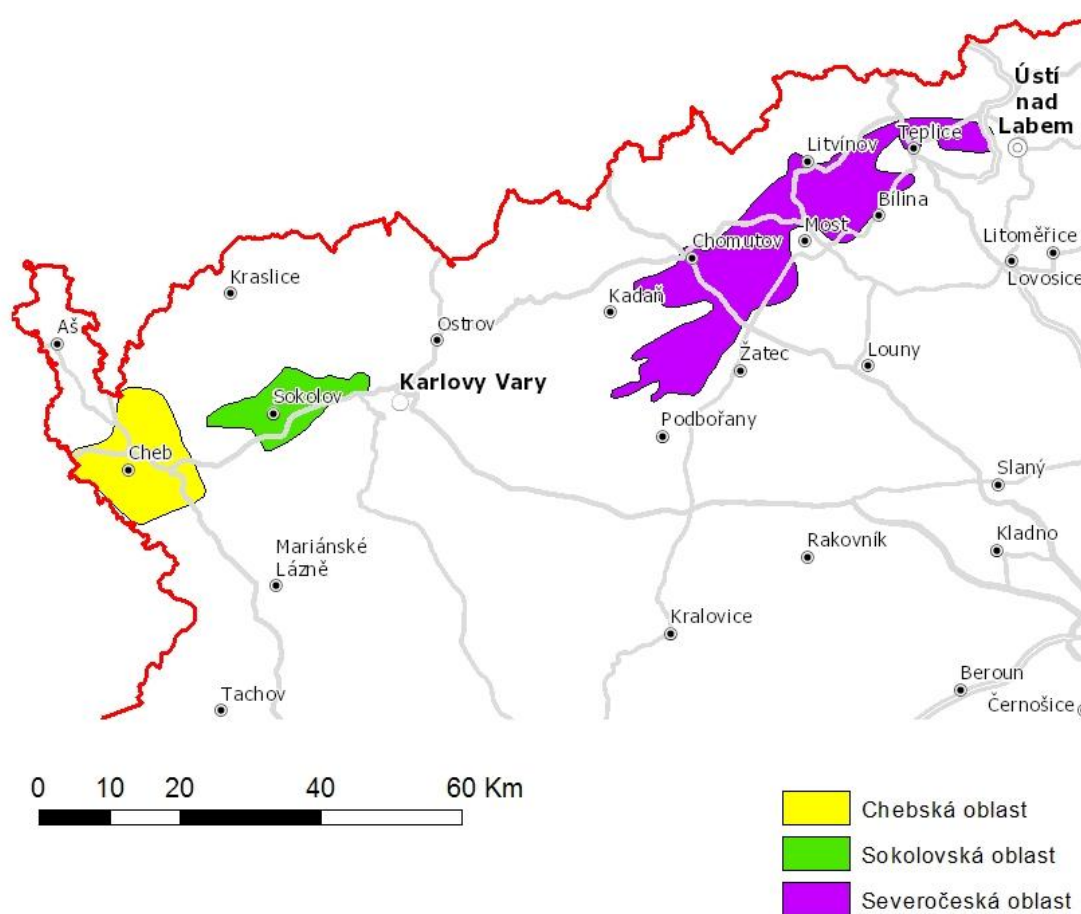 Ústí
nad
Labem
Teplice
Litvínov
Bílina
Most
Litoměřice
Chomutov
Lovosice
Kraslice
Kadaň
Aš
Ostrov
Žatec
Louny
Karlovy Vary
Sokolov
Podbořany
Cheb
Slaný
Mariánské
Lázně
Rakovník
Kladno
Kralovice
Beroun
Tachov
Černošice
0 10 20 40 60 Km
Chebská oblast
Sokolovská oblast
Severočeská oblast